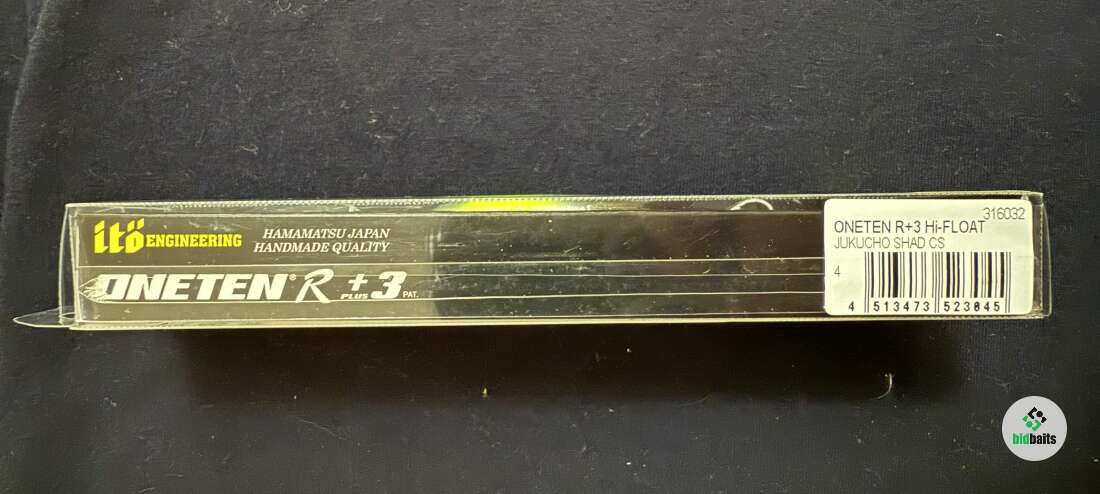 itö ENGINEERING
HAMAMATSU JAPAN
HANDMADE QUALITY
ONETEN® R PLUS +3 PAT.
316032
ONETEN R+3 Hi-FLOAT
JUKUCHO SHAD CS
4
4 513473 523845
bidbaits